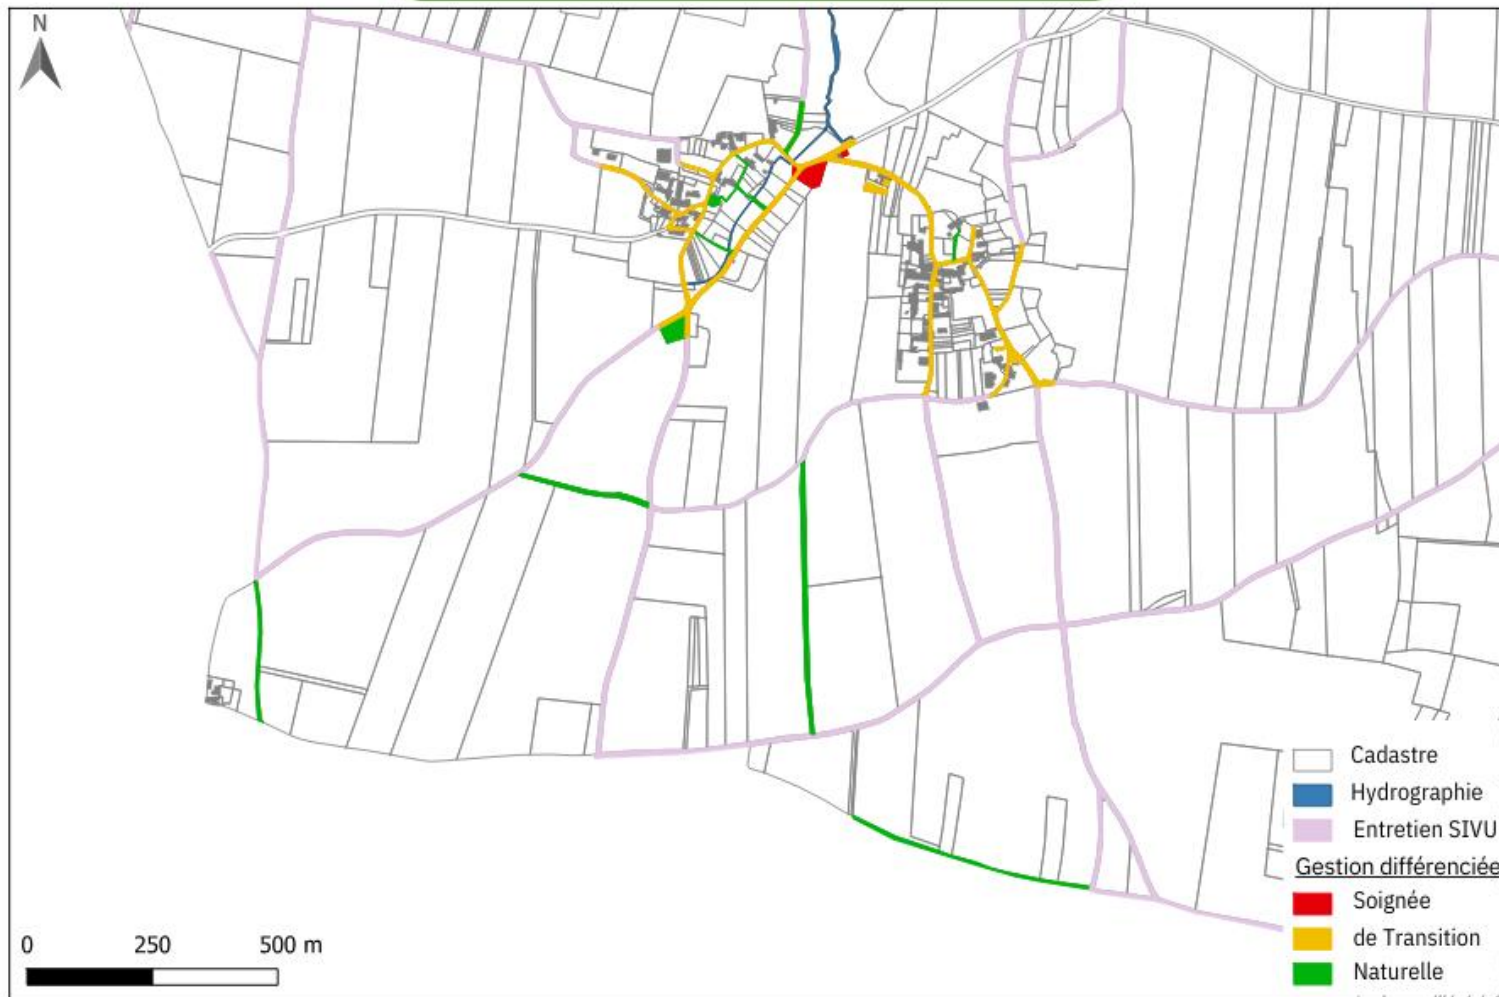 N
Cadastre
Hydrographie
Entretien SIVU
Gestion différenciée
Soignée
de Transition
Naturelle
0 250 500 m